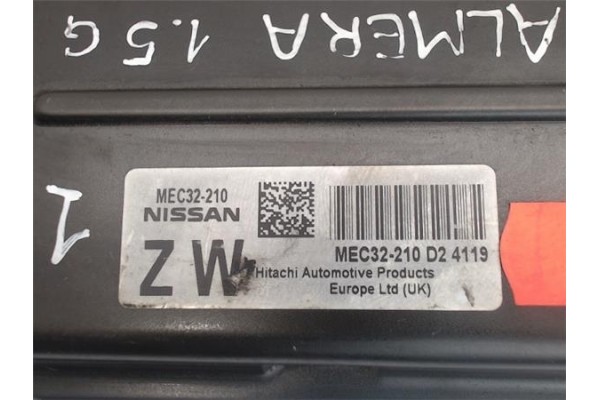 ALMERA 1.5G
1
MEC32-210
NISSAN
ZW
MEC32-210 D2 4119
Hitachi Automotive Products
Europe Ltd (UK)